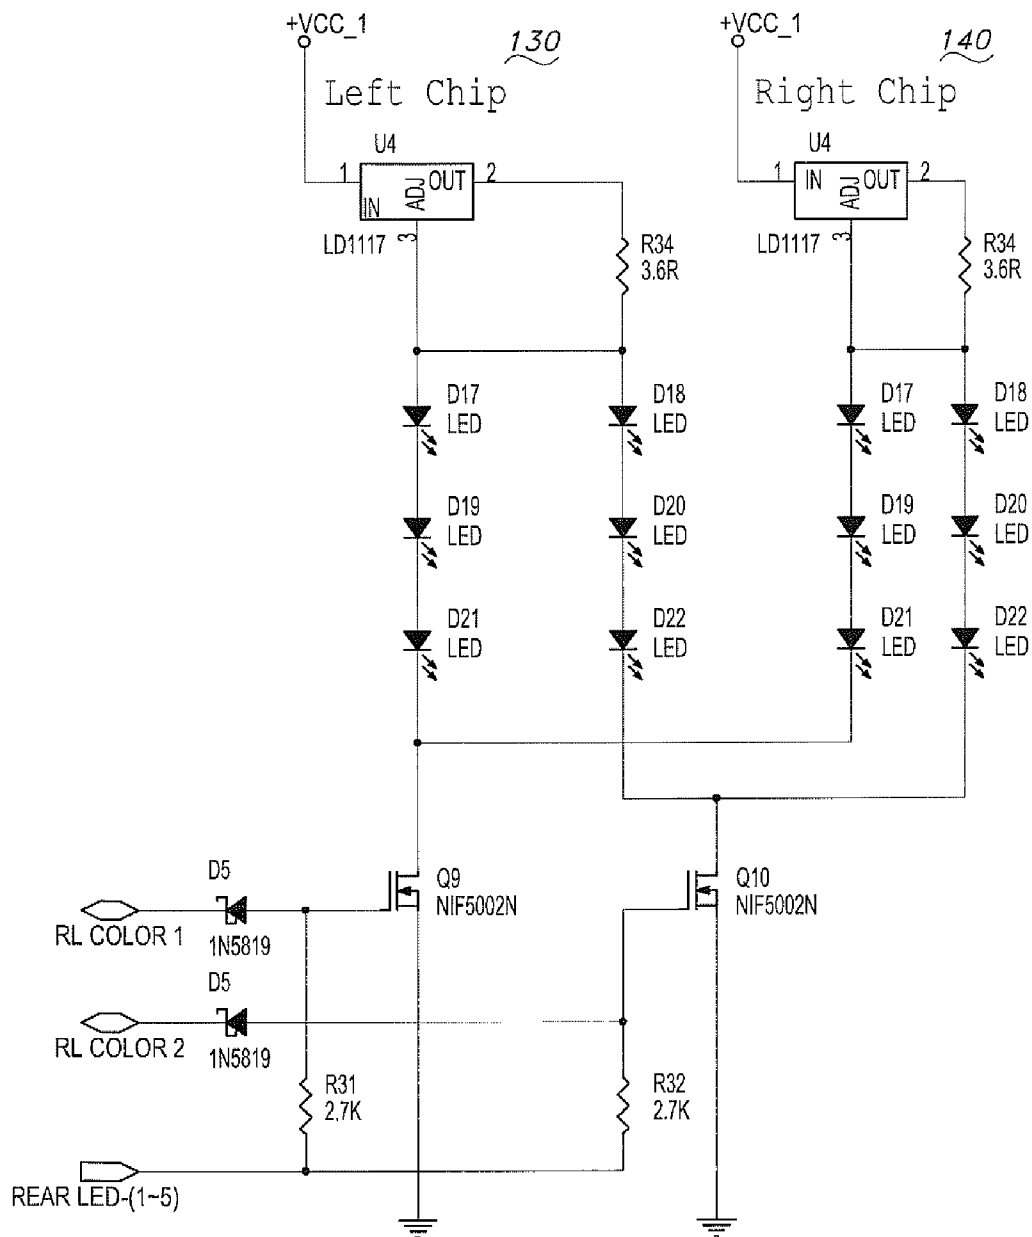 +VCC_1
130
+VCC_1
140
Left Chip
Right Chip
U4
U4
1
IN
ADJ
OUT
2
1
IN
ADJ
OUT
2
LD1117
3
LD1117
3
R34
3.6R
R34
3.6R
D17
LED
D18
LED
D17
LED
D18
LED
D19
LED
D20
LED
D19
LED
D20
LED
D21
LED
D22
LED
D21
LED
D22
LED
D5
Q9
NIF5002N
Q10
NIF5002N
RL COLOR 1
1N5819
D5
RL COLOR 2
1N5819
R31
2,7K
R32
2.7K
REAR LED-(1~5)